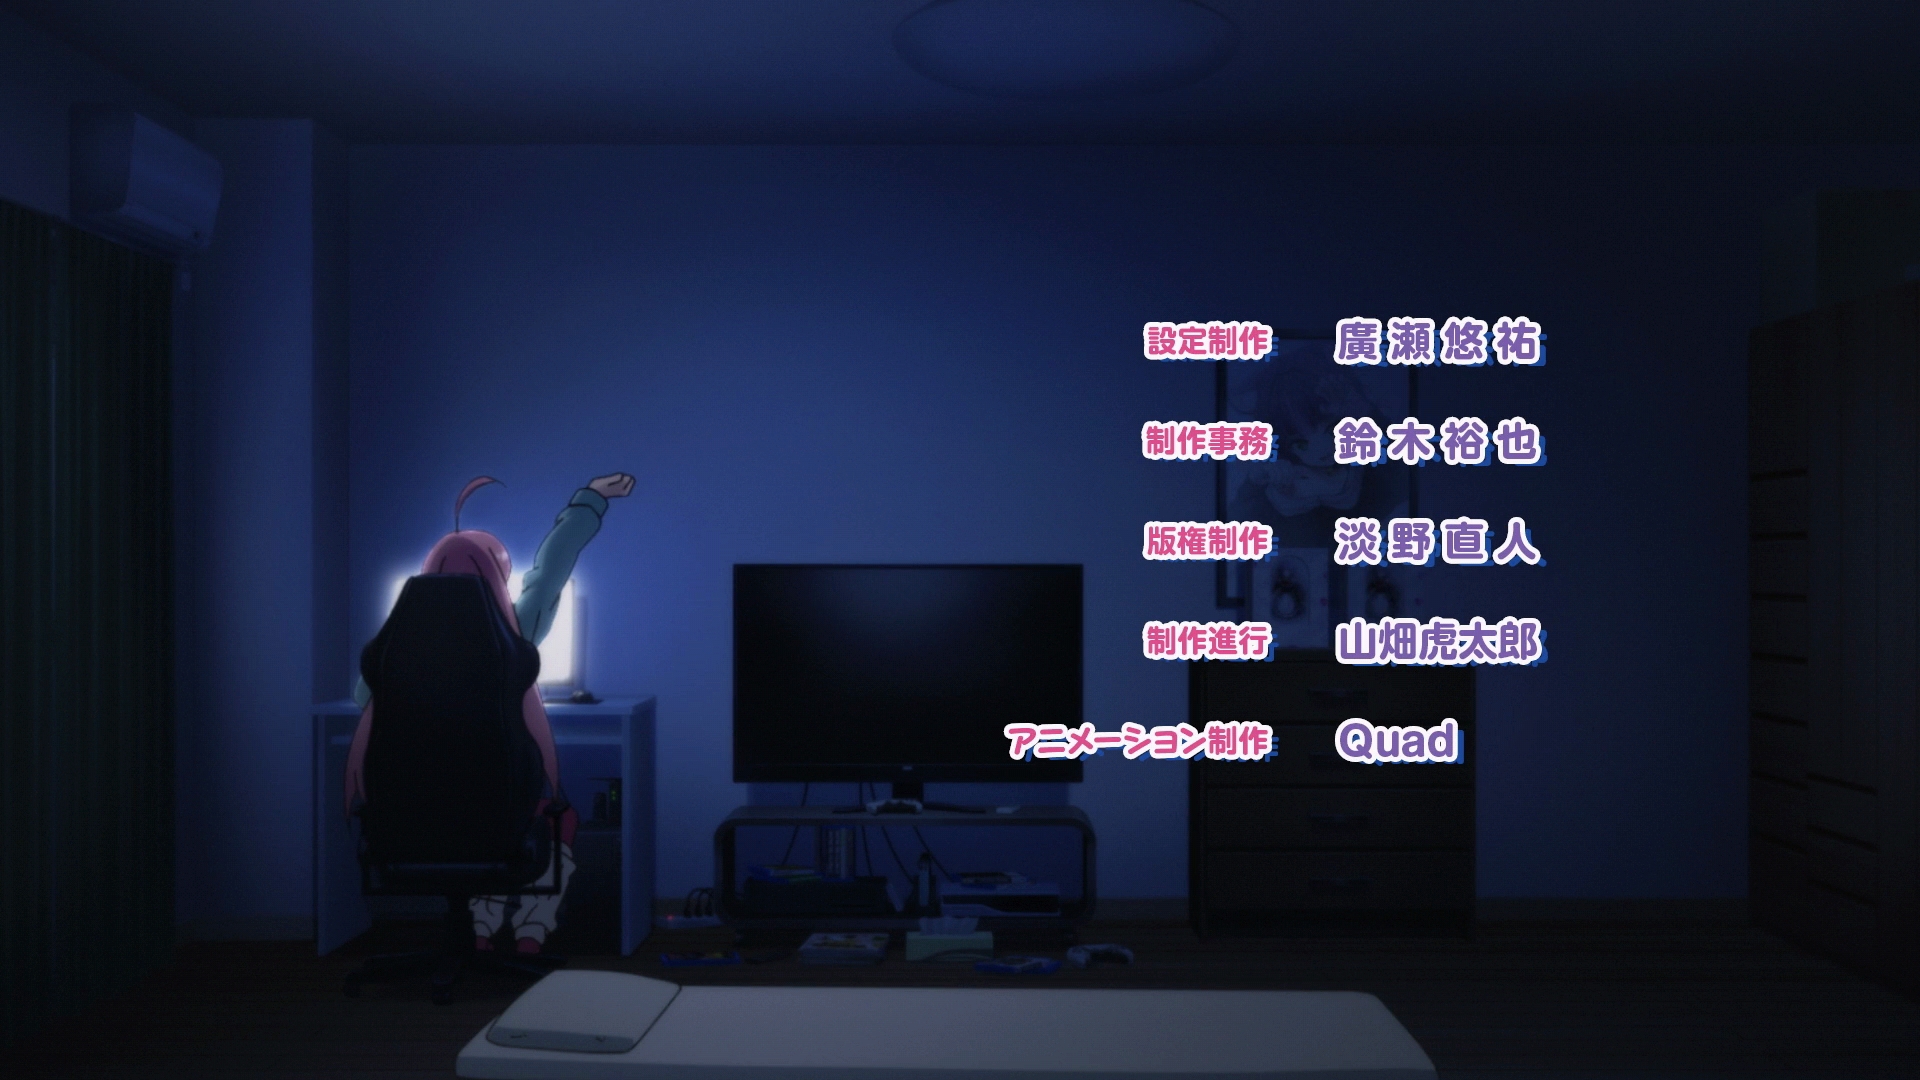 設定制作 廣瀬悠祐
制作事務 鈴木裕也
版権制作 淡野直人
制作進行 山畑虎太郎
アニメーション制作 Quad